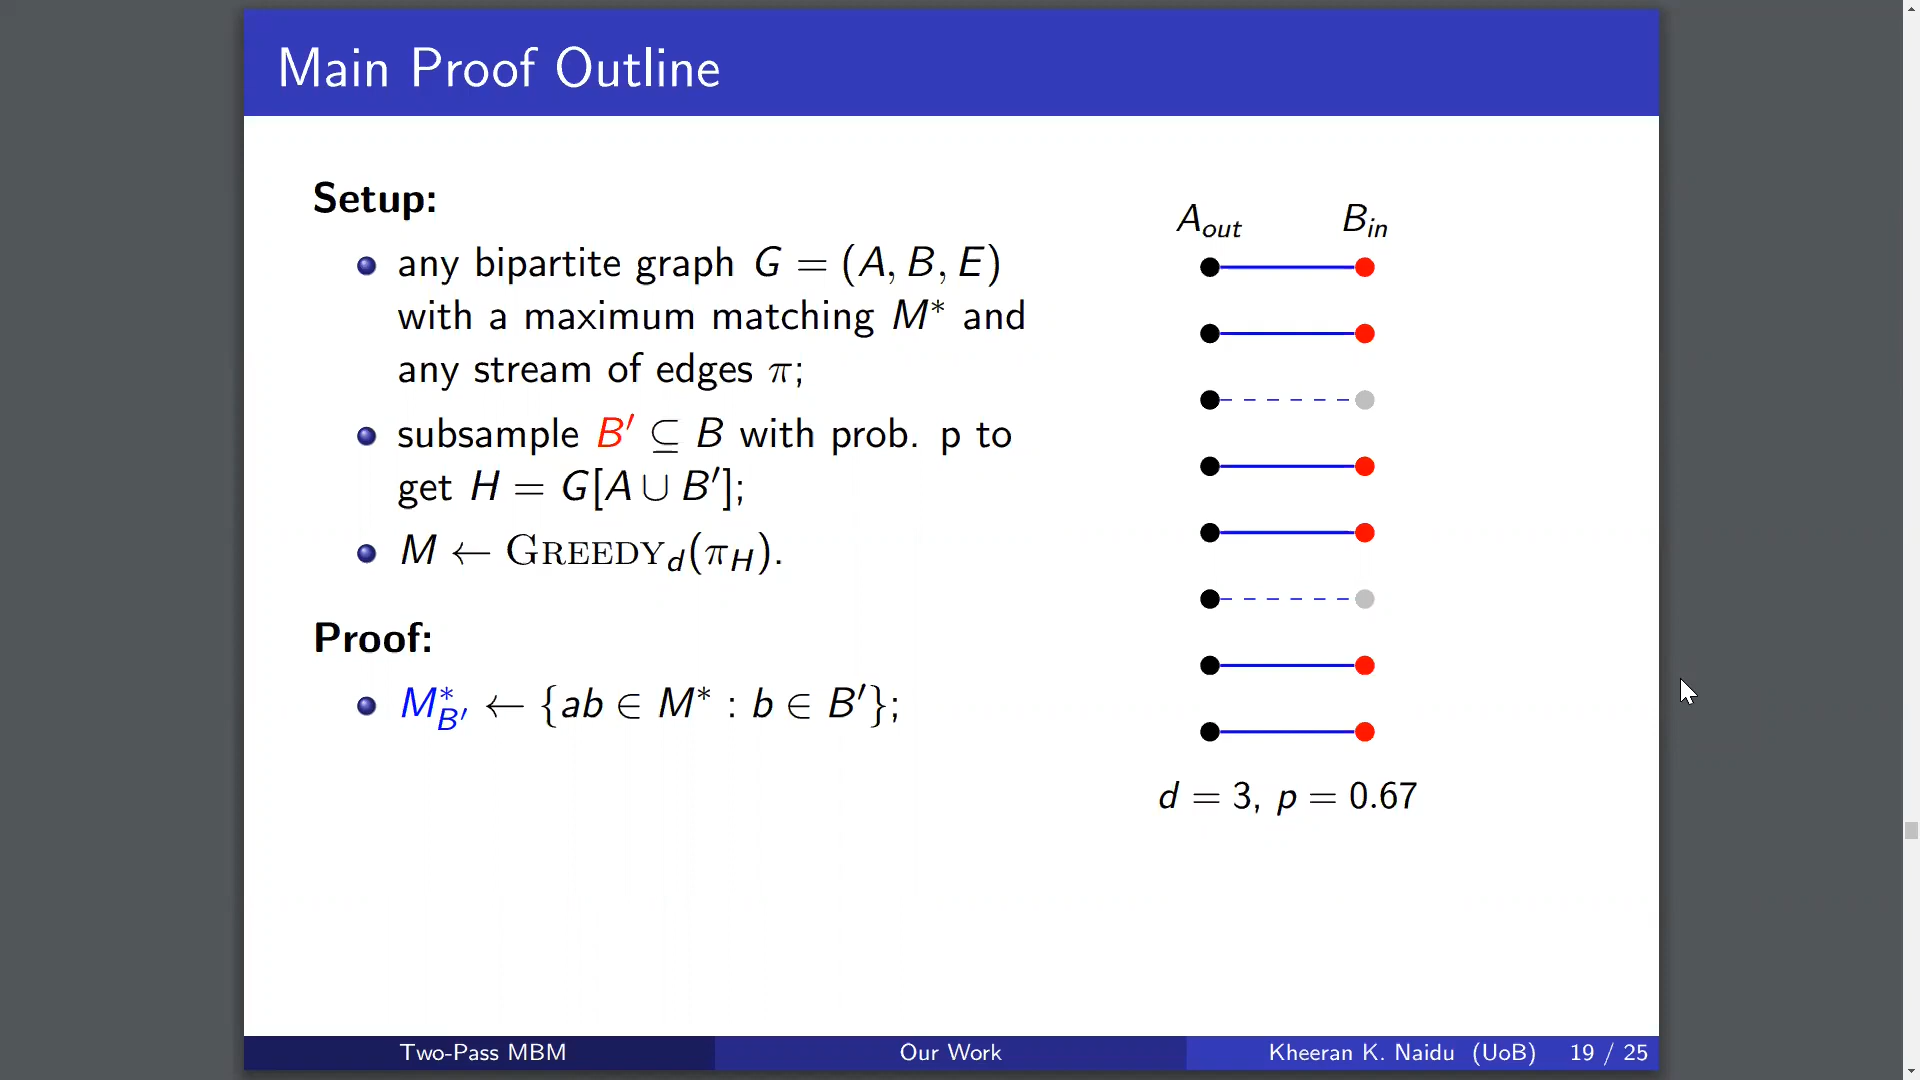 Main Proof Outline
Setup:
any bipartite graph G = (A, B, E)
with a maximum matching M* and
any stream of edges π;
subsample B′ ⊆ B with prob. p to
get H = G[A ∪ B′];
M ← GREEDY_d(π_H).
Proof:
M*_{B′} ← {ab ∈ M* : b ∈ B′};
A_out B_in
d = 3, p = 0.67
Two-Pass MBM Our Work Kheeran K. Naidu (UoB) 19 / 25